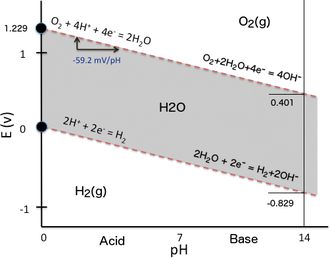 O₂(g)
1.229
O₂ + 4H⁺ + 4e⁻ = 2H₂O
1
-59.2 mV/pH
O₂+2H₂O+4e⁻ = 4OH⁻
0.401
H2O
E (v)
0
2H⁺ + 2e⁻ = H₂
2H₂O + 2e⁻ = H₂+2OH⁻
H₂(g)
-0.829
-1
0
Acid
7
Base
14
pH